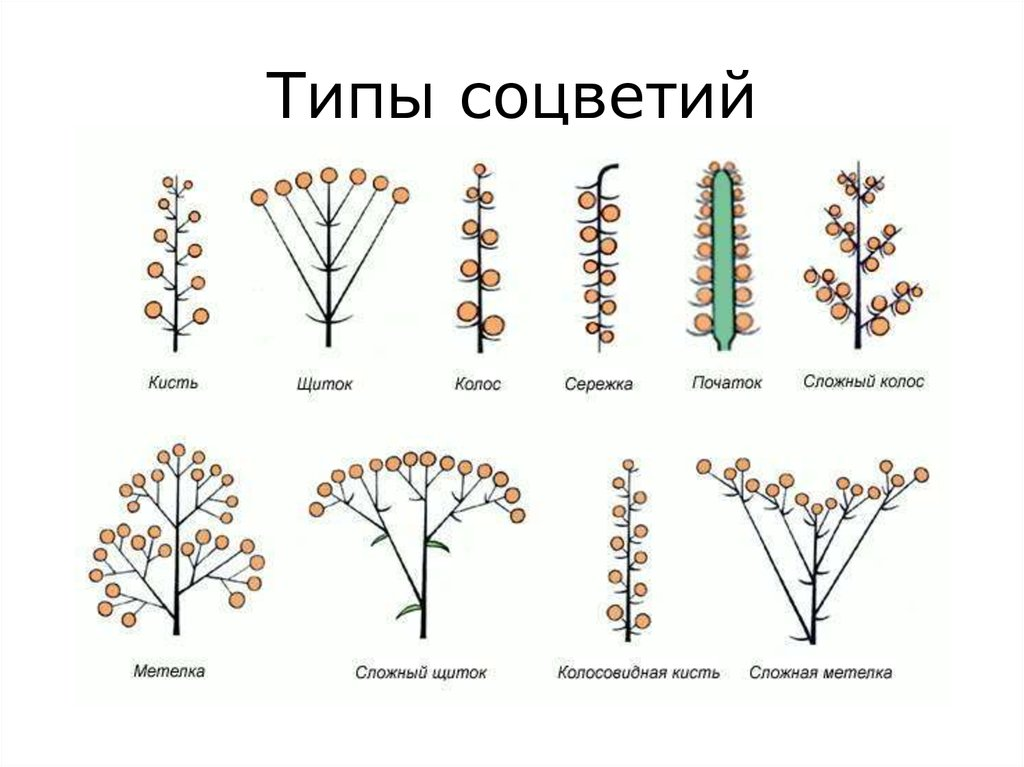 Типы соцветий
Кисть
Щиток
Колос
Сережка
Початок
Сложный колос
Метелка
Сложный щиток
Колосовидная кисть
Сложная метелка